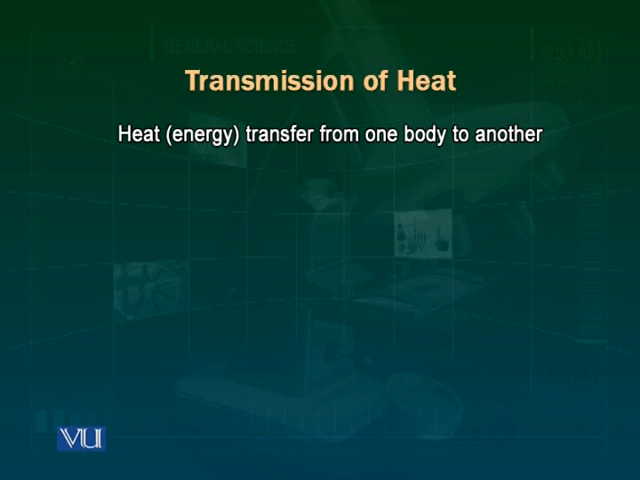 GENERAL SCIENCE
Transmission of Heat
Heat (energy) transfer from one body to another
VU